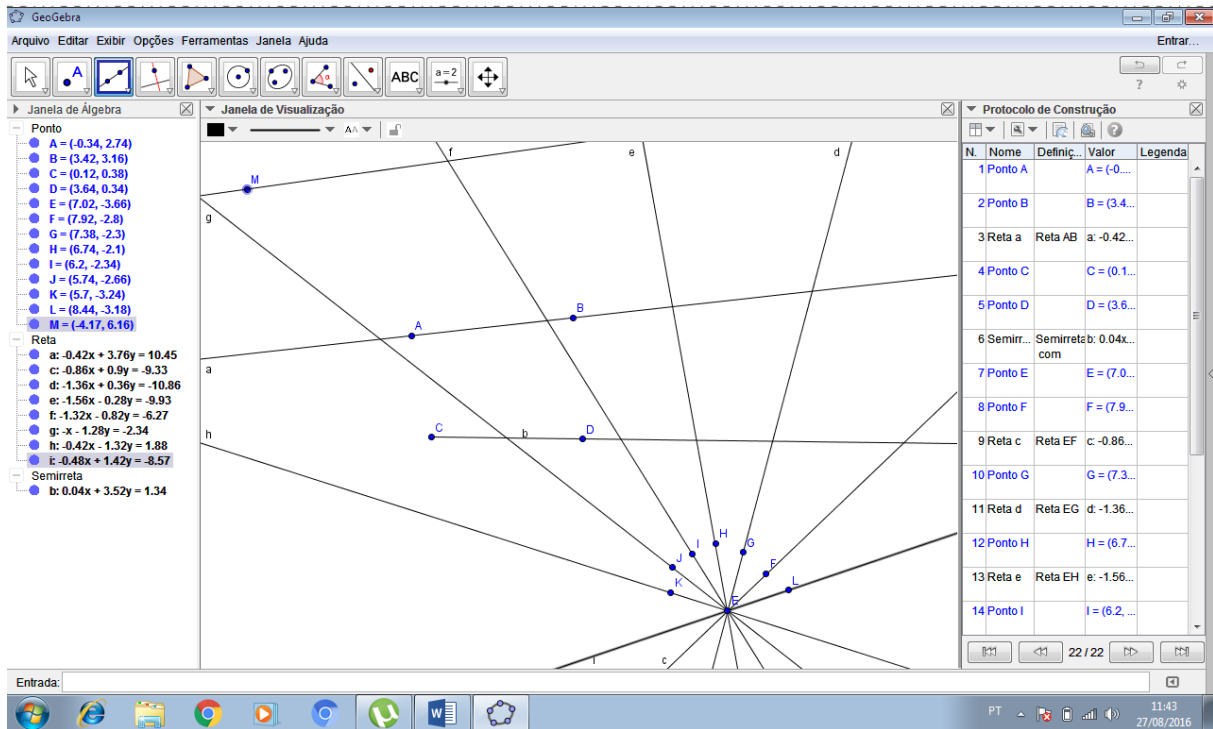 GeoGebra
Arquivo Editar Exibir Opções Ferramentas Janela Ajuda
Entrar...
A
α
ABC
a=2
?
Janela de Álgebra
Ponto
A = (-0.34, 2.74)
B = (3.42, 3.16)
C = (0.12, 0.38)
D = (3.64, 0.34)
E = (7.02, -3.66)
F = (7.92, -2.8)
G = (7.38, -2.3)
H = (6.74, -2.1)
I = (6.2, -2.34)
J = (5.74, -2.66)
K = (5.7, -3.24)
L = (8.44, -3.18)
M = (-4.17, 6.16)
Reta
a: -0.42x + 3.76y = 10.45
c: -0.86x + 0.9y = -9.33
d: -1.36x + 0.36y = -10.86
e: -1.56x - 0.28y = -9.93
f: -1.32x - 0.82y = -6.27
g: -x - 1.28y = -2.34
h: -0.42x - 1.32y = 1.88
i: -0.48x + 1.42y = -8.57
Semirreta
b: 0.04x + 3.52y = 1.34
Janela de Visualização
AA
f
e
d
M
g
B
A
a
C
b
D
h
H
I
G
J
F
K
L
E
i
c
Protocolo de Construção
N. Nome Definiç... Valor Legenda
1 Ponto A A = (-0....
2 Ponto B B = (3.4...
3 Reta a Reta AB a: -0.42...
4 Ponto C C = (0.1...
5 Ponto D D = (3.6...
6 Semirr... Semirreta b: 0.04x...
com
7 Ponto E E = (7.0...
8 Ponto F F = (7.9...
9 Reta c Reta EF c: -0.86...
10 Ponto G G = (7.3...
11 Reta d Reta EG d: -1.36...
12 Ponto H H = (6.7...
13 Reta e Reta EH e: -1.56...
14 Ponto I I = (6.2, ...
22 / 22
Entrada:
PT
11:43
27/08/2016